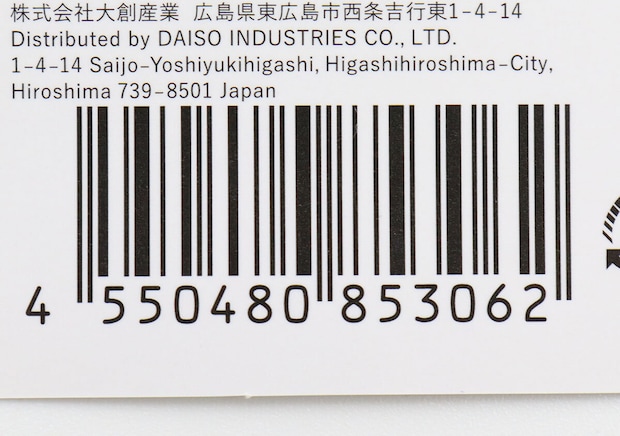 株式会社大創産業 広島県東広島市西条吉行東1-4-14
Distributed by DAISO INDUSTRIES CO., LTD.
1-4-14 Saijo-Yoshiyukihigashi, Higashihiroshima-City,
Hiroshima 739-8501 Japan
4 550480 853062